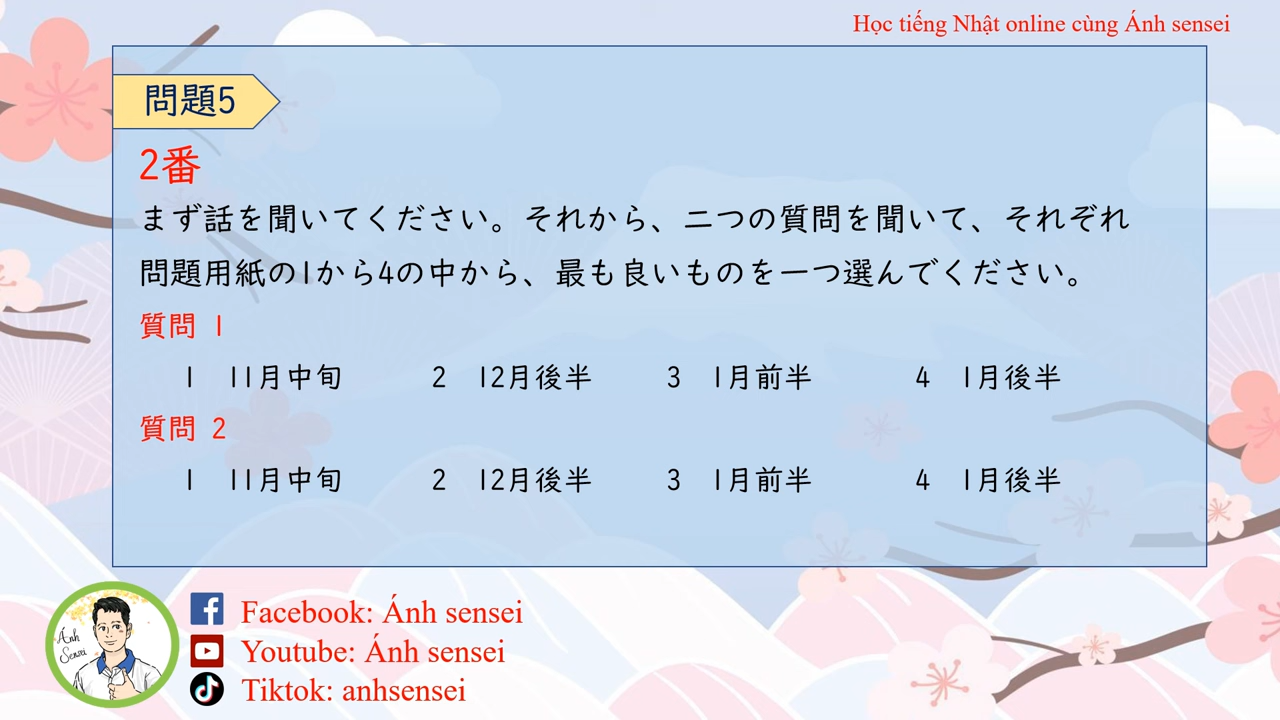 Học tiếng Nhật online cùng Ánh sensei
問題5
2番
まず話を聞いてください。それから、二つの質問を聞いて、それぞれ
問題用紙の1から4の中から、最も良いものを一つ選んでください。
質問 1
1 11月中旬 2 12月後半 3 1月前半 4 1月後半
質問 2
1 11月中旬 2 12月後半 3 1月前半 4 1月後半
Ánh
Sensei
Facebook: Ánh sensei
Youtube: Ánh sensei
Tiktok: anhsensei